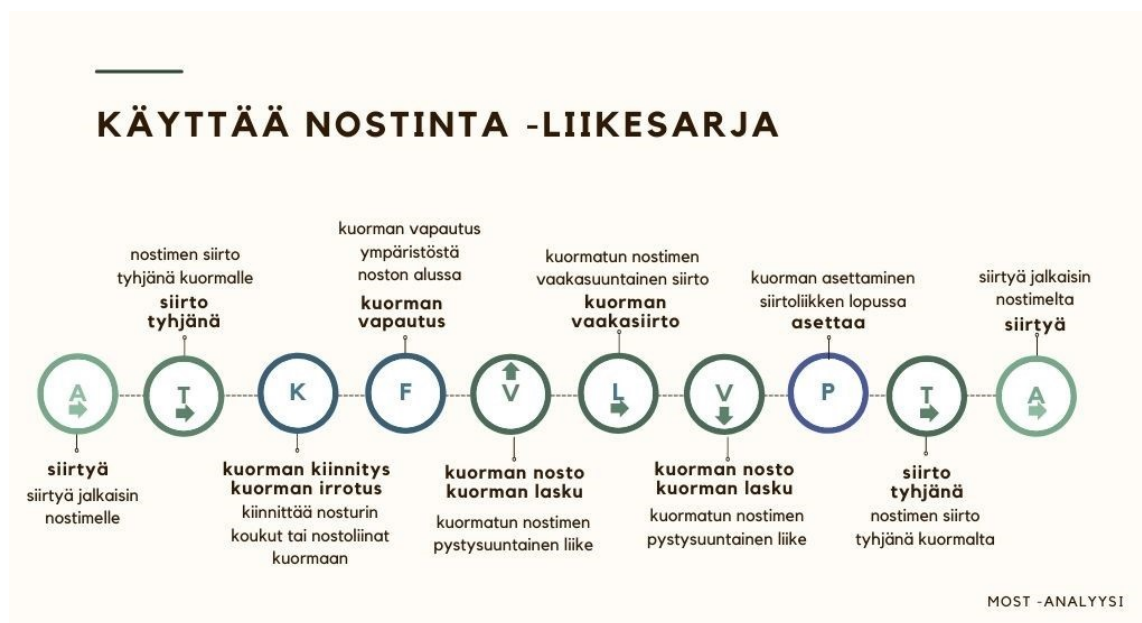 KÄYTTÄÄ NOSTINTA -LIIKESARJA
nostimen siirto
tyhjänä kuormalle
siirto
tyhjänä
kuorman vapautus
ympäristöstä
noston alussa
kuorman
vapautus
kuormatun nostimen
vaakasuuntainen siirto
kuorman
vaakasiirto
kuorman asettaminen
siirtoliikken lopussa
asettaa
siirtyä jalkaisin
nostimelta
siirtyä
A
T
K
F
V
L
V
P
T
A
siirtyä
siirtyä jalkaisin
nostimelle
kuorman kiinnitys
kuorman irrotus
kiinnittää nosturin
koukut tai nostoliinat
kuormaan
kuorman nosto
kuorman lasku
kuormatun nostimen
pystysuuntainen liike
kuorman nosto
kuorman lasku
kuormatun nostimen
pystysuuntainen liike
siirto
tyhjänä
nostimen siirto
tyhjänä kuormalta
MOST -ANALYYSI